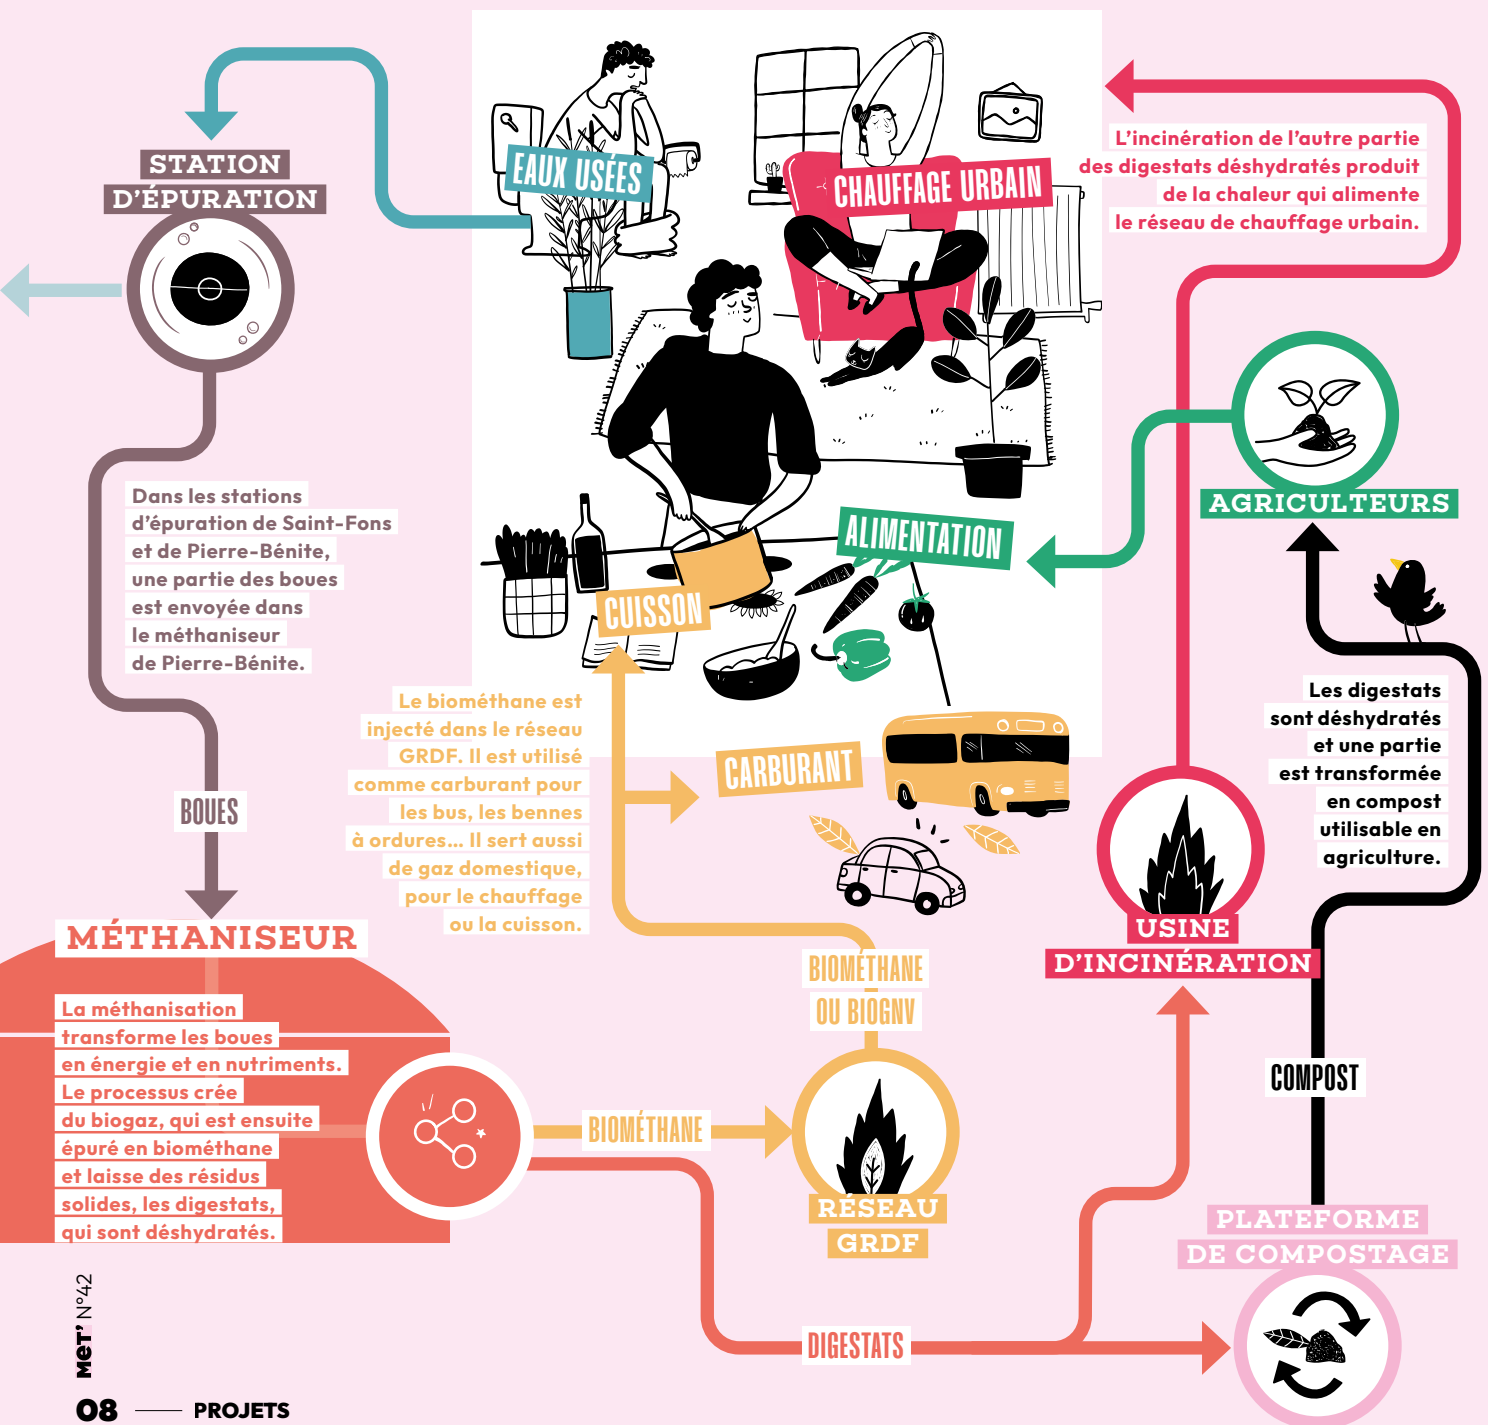 EAUX USÉES
CHAUFFAGE URBAIN
L’incinération de l’autre partie
des digestats déshydratés produit
de la chaleur qui alimente
le réseau de chauffage urbain.
STATION
D’ÉPURATION
Dans les stations
d’épuration de Saint-Fons
et de Pierre-Bénite,
une partie des boues
est envoyée dans
le méthaniseur
de Pierre-Bénite.
AGRICULTEURS
ALIMENTATION
CUISSON
Le biométhane est
injecté dans le réseau
GRDF. Il est utilisé
comme carburant pour
les bus, les bennes
à ordures... Il sert aussi
de gaz domestique,
pour le chauffage
ou la cuisson.
CARBURANT
Les digestats
sont déshydratés
et une partie
est transformée
en compost
utilisable en
agriculture.
BOUES
MÉTHANISEUR
La méthanisation
transforme les boues
en énergie et en nutriments.
Le processus crée
du biogaz, qui est ensuite
épuré en biométhane
et laisse des résidus
solides, les digestats,
qui sont déshydratés.
USINE
D’INCINÉRATION
BIOMÉTHANE
OU BIOGNV
COMPOST
BIOMÉTHANE
RÉSEAU
GRDF
PLATEFORME
DE COMPOSTAGE
DIGESTATS
MET’ N°42
08 PROJETS